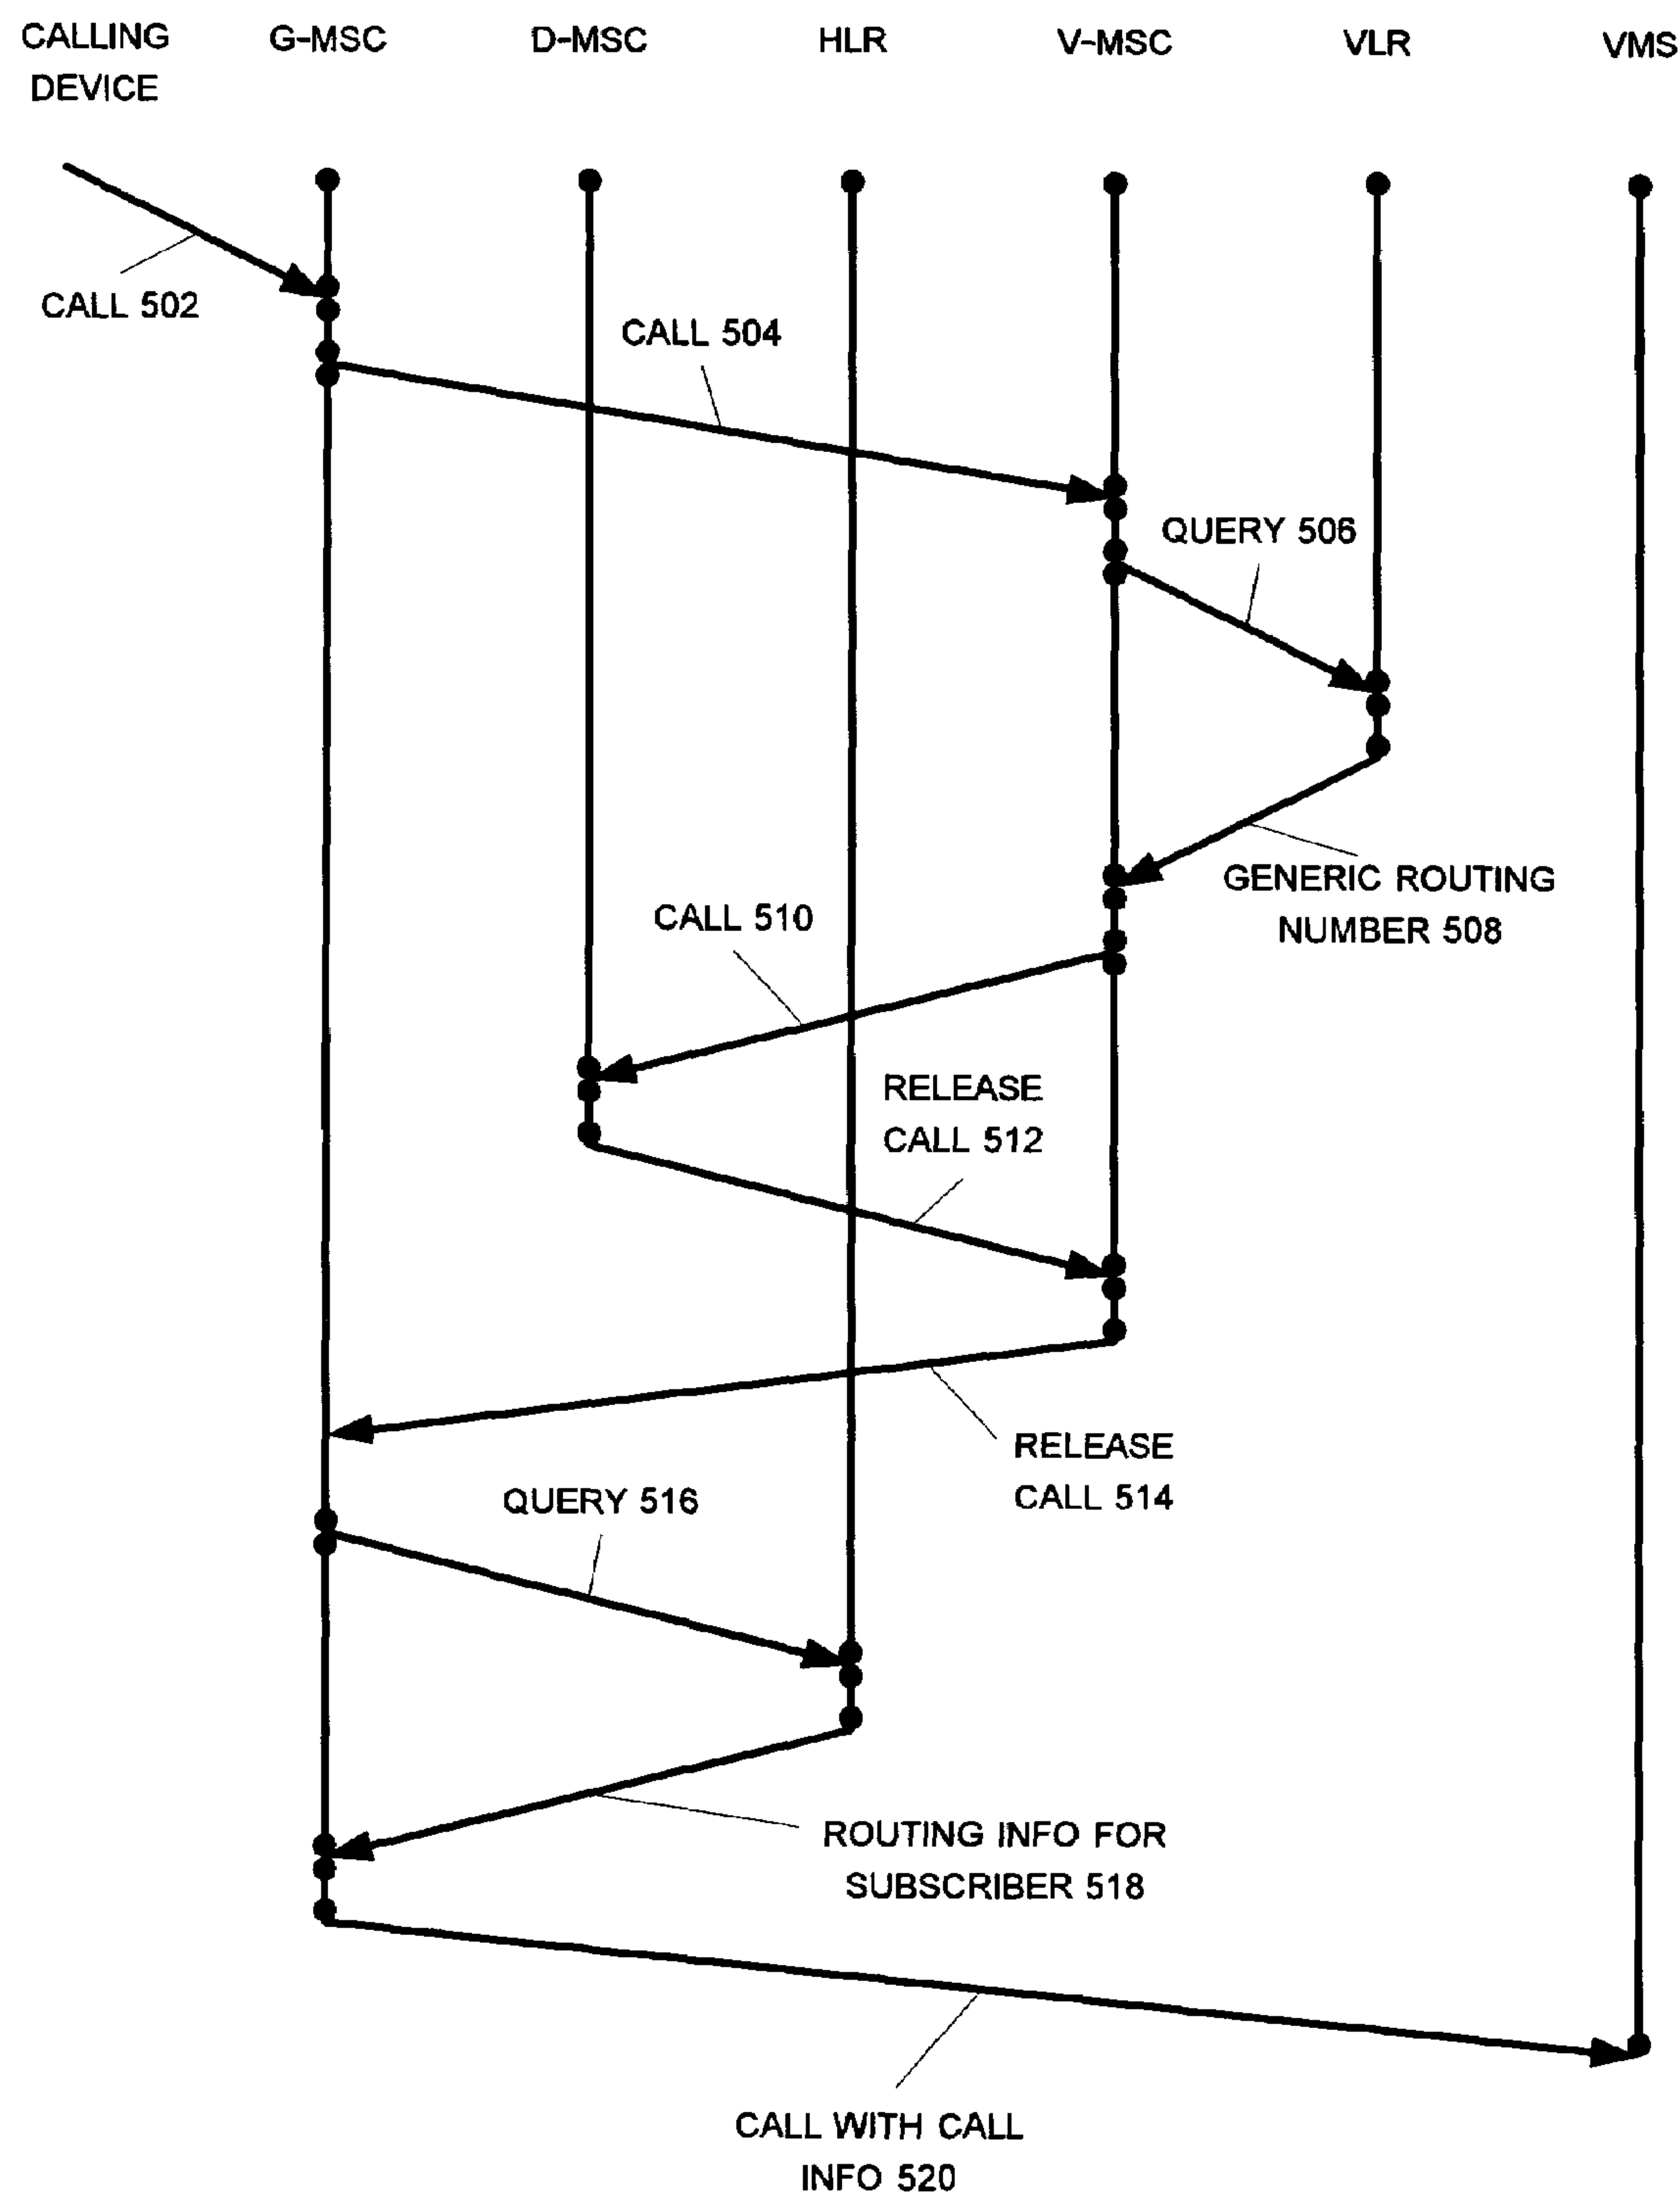 CALLING
DEVICE
G-MSC
D-MSC
HLR
V-MSC
VLR
VMS
CALL 502
CALL 504
QUERY 506
GENERIC ROUTING
NUMBER 508
CALL 510
RELEASE
CALL 512
RELEASE
CALL 514
QUERY 516
ROUTING INFO FOR
SUBSCRIBER 518
CALL WITH CALL
INFO 520